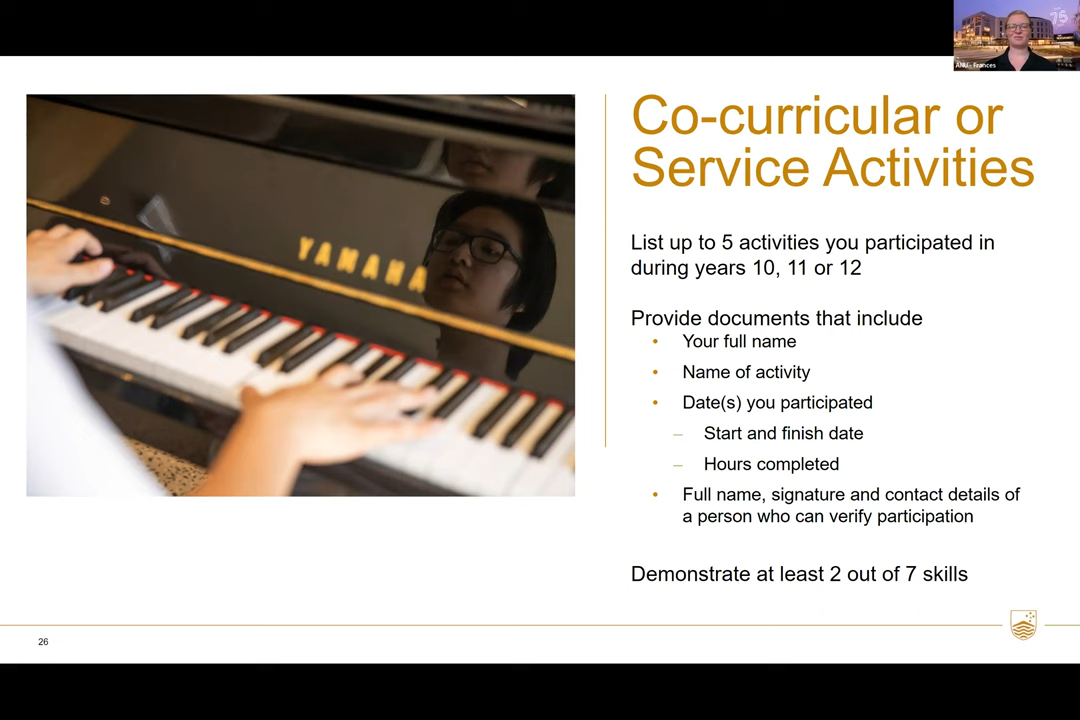 75
ANU - Frances
Co-curricular or
Service Activities
YAMAHA
List up to 5 activities you participated in
during years 10, 11 or 12
Provide documents that include
• Your full name
• Name of activity
• Date(s) you participated
– Start and finish date
– Hours completed
• Full name, signature and contact details of
a person who can verify participation
Demonstrate at least 2 out of 7 skills
26